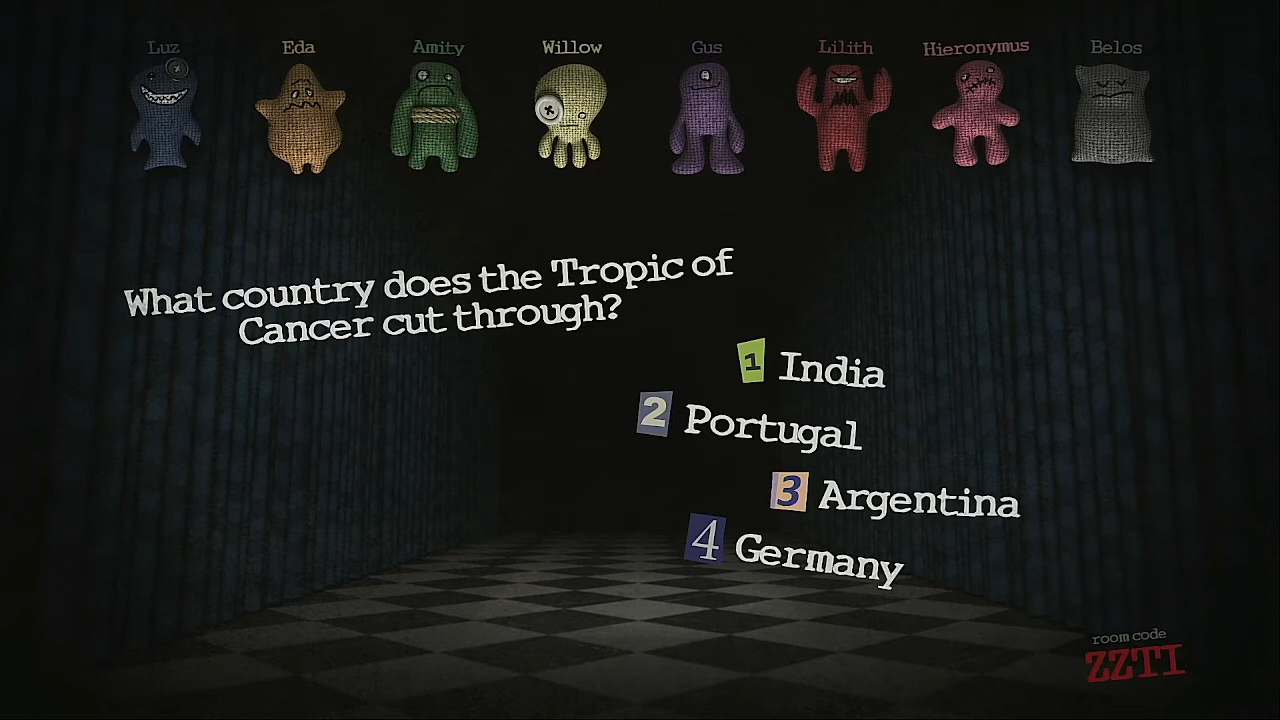 Luz
Eda
Amity
Willow
Gus
Lilith
Hieronymus
Belos
What country does the Tropic of
Cancer cut through?
1 India
2 Portugal
3 Argentina
4 Germany
room code
ZZTI